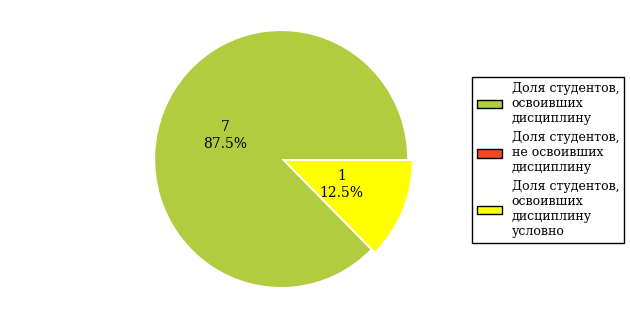 7
87.5%
1
12.5%
Доля студентов,
освоивших
дисциплину
Доля студентов,
не освоивших
дисциплину
Доля студентов,
освоивших
дисциплину
условно